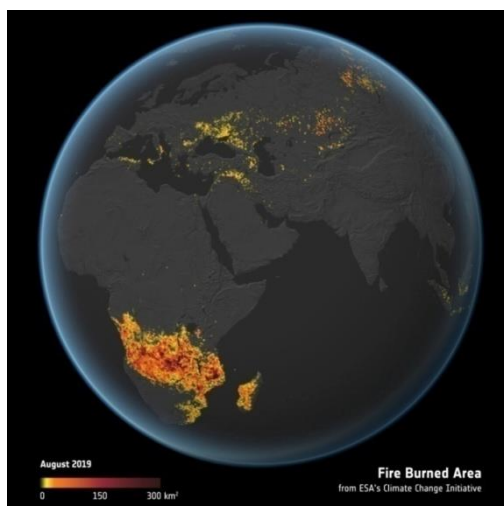 August 2019
0 150 300 km²
Fire Burned Area
from ESA's Climate Change Initiative